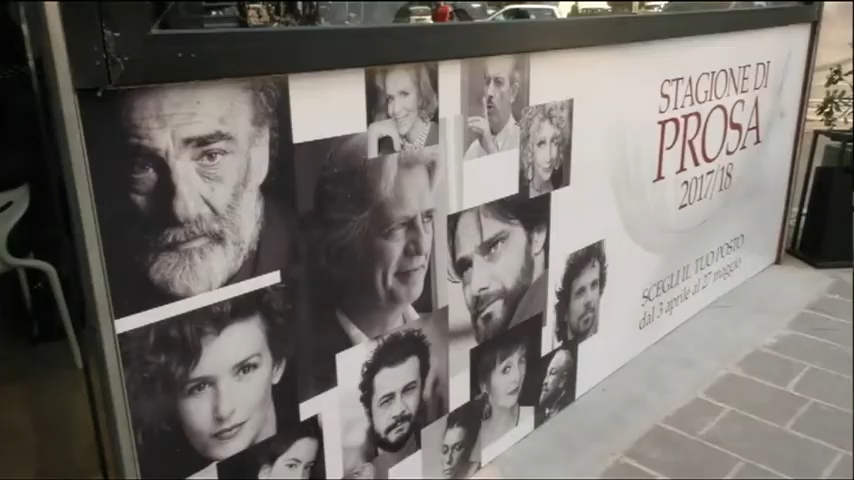 STAGIONE DI
PROSA
2017/18
SCEGLI IL TUO POSTO
dal 3 aprile al 27 maggio